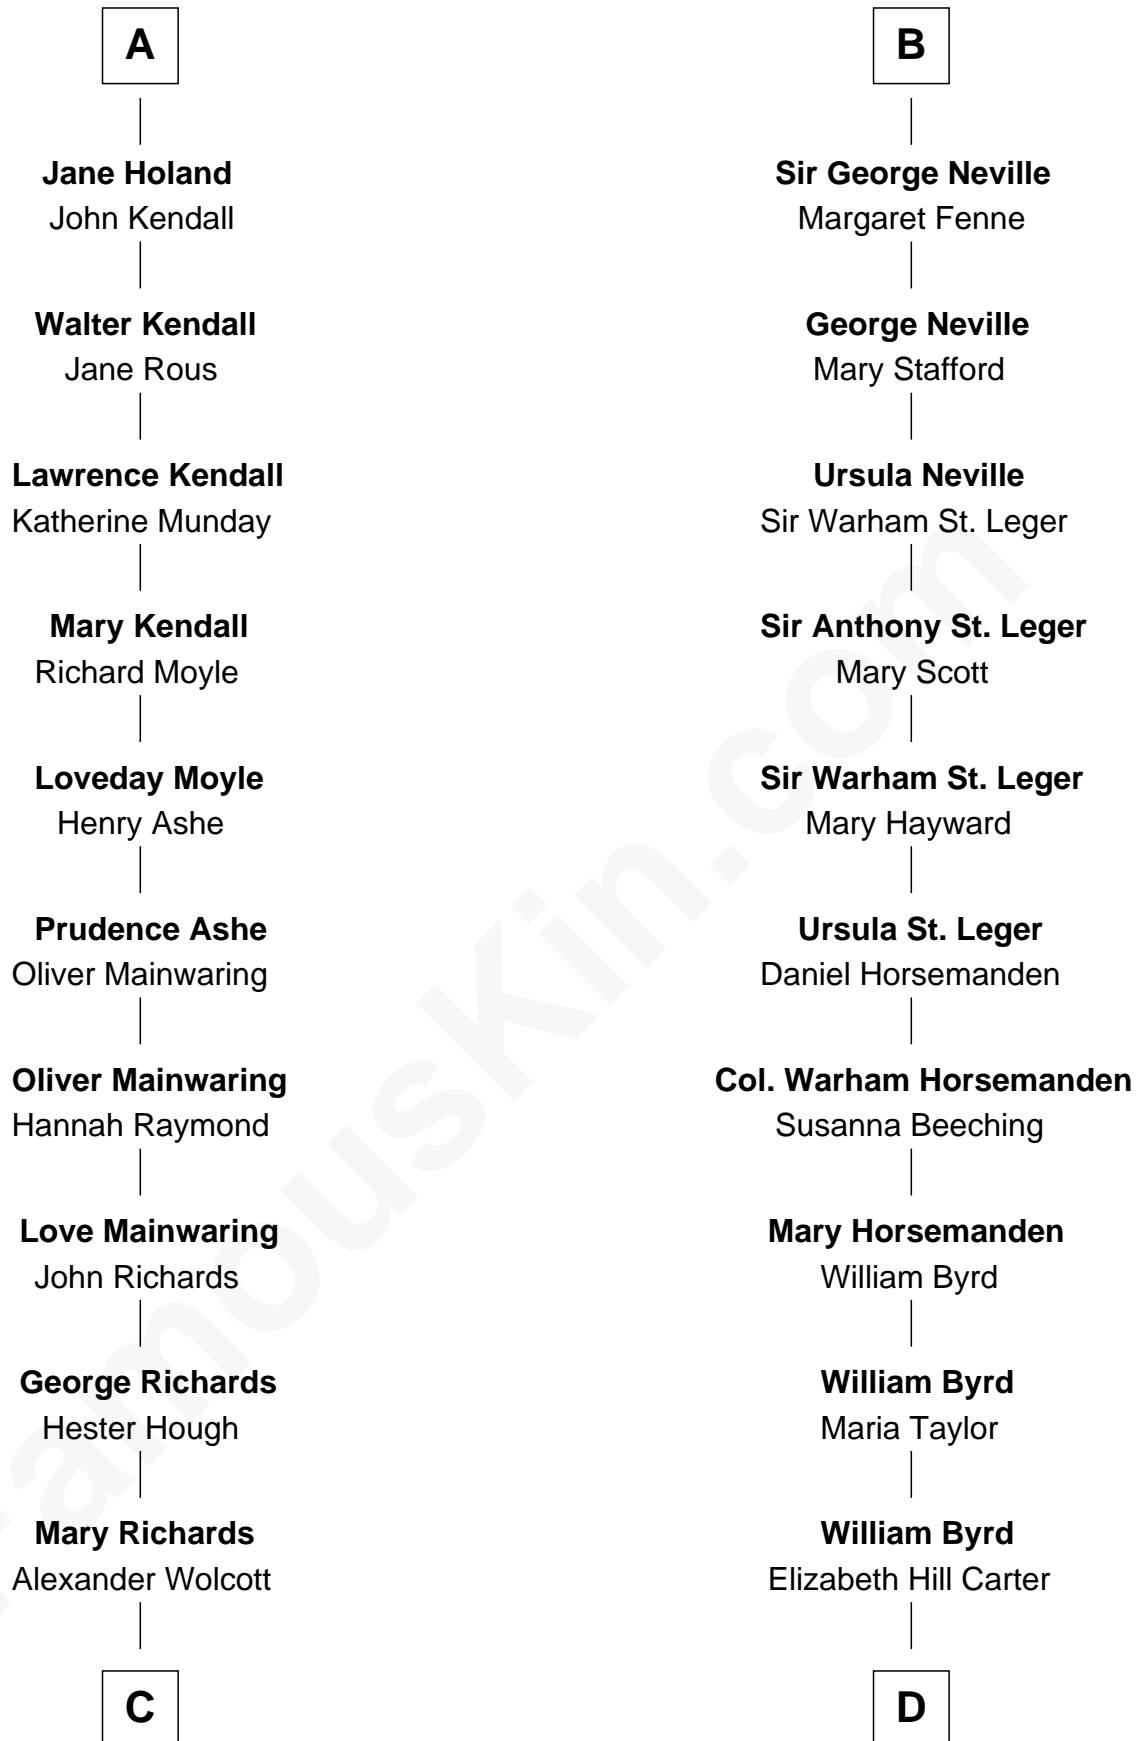 A
Jane Holand
John Kendall
Walter Kendall
Jane Rous
Lawrence Kendall
Katherine Munday
Mary Kendall
Richard Moyle
Loveday Moyle
Henry Ashe
Prudence Ashe
Oliver Mainwaring
Oliver Mainwaring
Hannah Raymond
Love Mainwaring
John Richards
George Richards
Hester Hough
Mary Richards
Alexander Wolcott
C
B
Sir George Neville
Margaret Fenne
George Neville
Mary Stafford
Ursula Neville
Sir Warham St. Leger
Sir Anthony St. Leger
Mary Scott
Sir Warham St. Leger
Mary Hayward
Ursula St. Leger
Daniel Horsemanden
Col. Warham Horsemanden
Susanna Beeching
Mary Horsemanden
William Byrd
William Byrd
Maria Taylor
William Byrd
Elizabeth Hill Carter
D
FamousKin.com